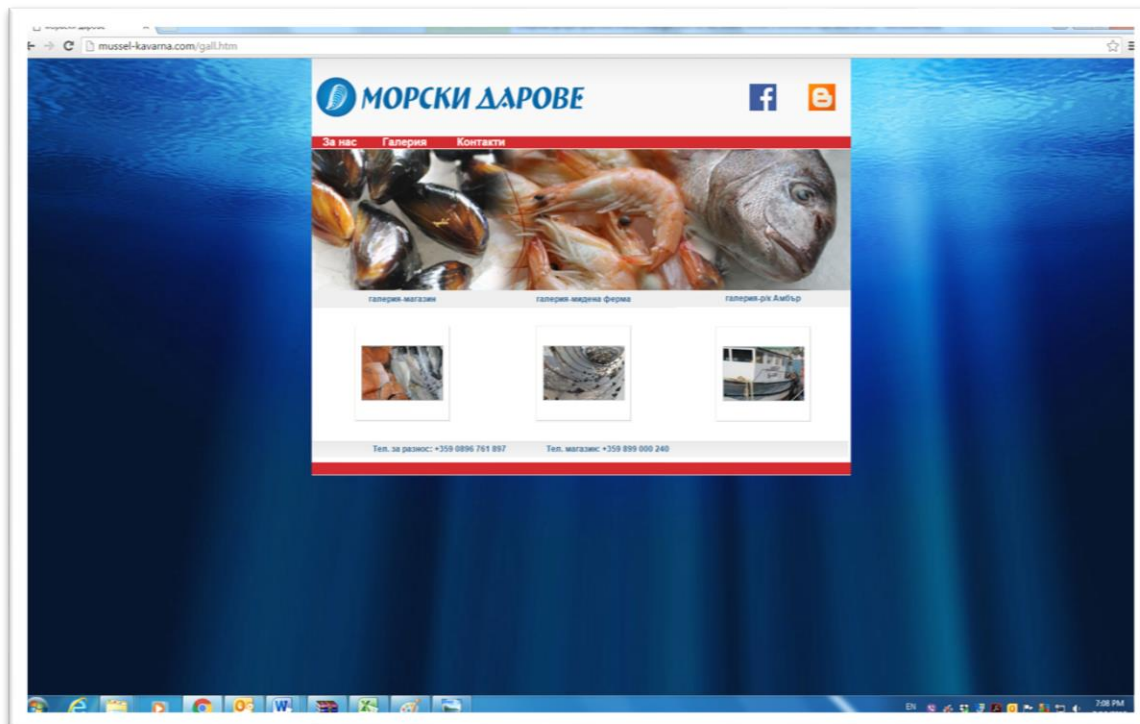 mussel-kavarna.com/gall.htm
МОРСКИ ДАРОВЕ
За нас Галерия Контакти
галерия-магазин галерия-мидена ферма галерия-р/к Амбър
Тел. за разнос: +359 0896 761 897 Тел. магазин: +359 899 000 240
EN 7:08 PM